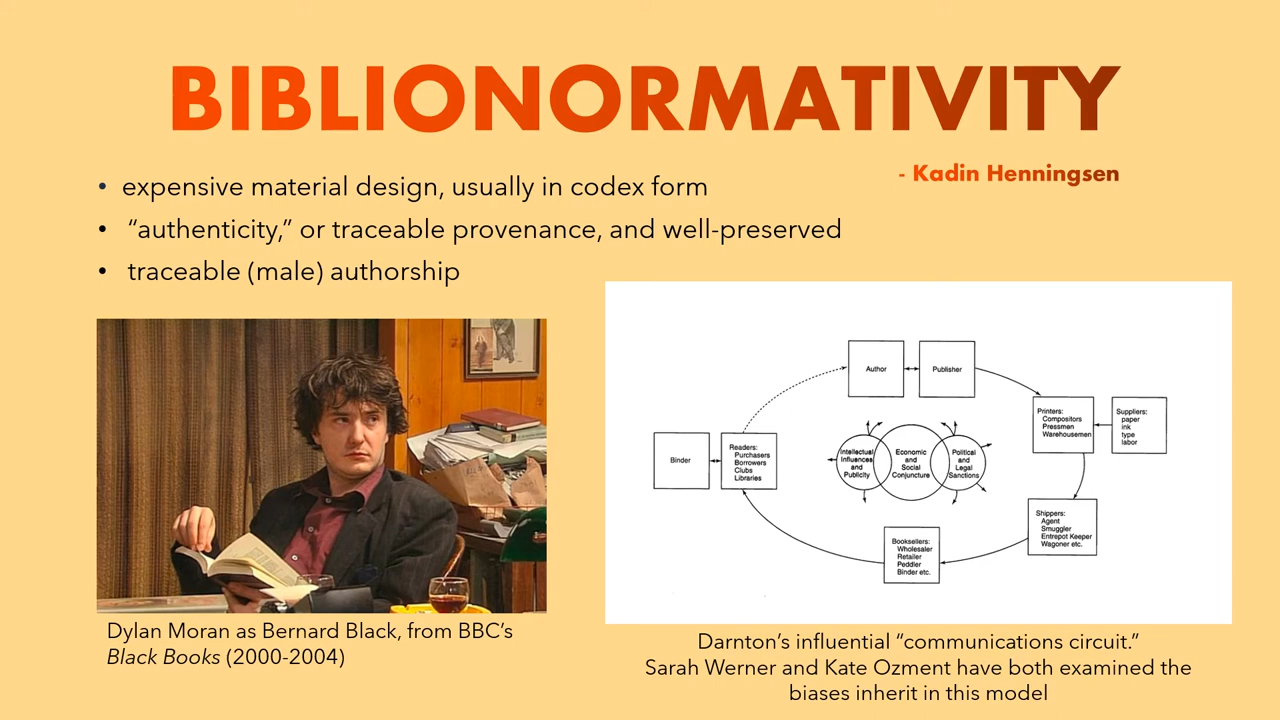 BIBLIONORMATIVITY
- Kadin Henningsen
• expensive material design, usually in codex form
• “authenticity,” or traceable provenance, and well-preserved
• traceable (male) authorship
Author
Publisher
Printers:
Compositors
Pressmen
Warehousemen
Suppliers:
paper
ink
type
labor
Binder
Readers:
Purchasers
Borrowers
Clubs
Libraries
Intellectual
Influences
and
Publicity
Economic
and
Social
Conjuncture
Political
and
Legal
Sanctions
Shippers:
Agent
Smuggler
Entrepot Keeper
Wagoner etc.
Booksellers:
Wholesaler
Retailer
Peddler
Binder etc.
Dylan Moran as Bernard Black, from BBC’s
Black Books (2000-2004)
Darnton’s influential “communications circuit.”
Sarah Werner and Kate Ozment have both examined the
biases inherit in this model